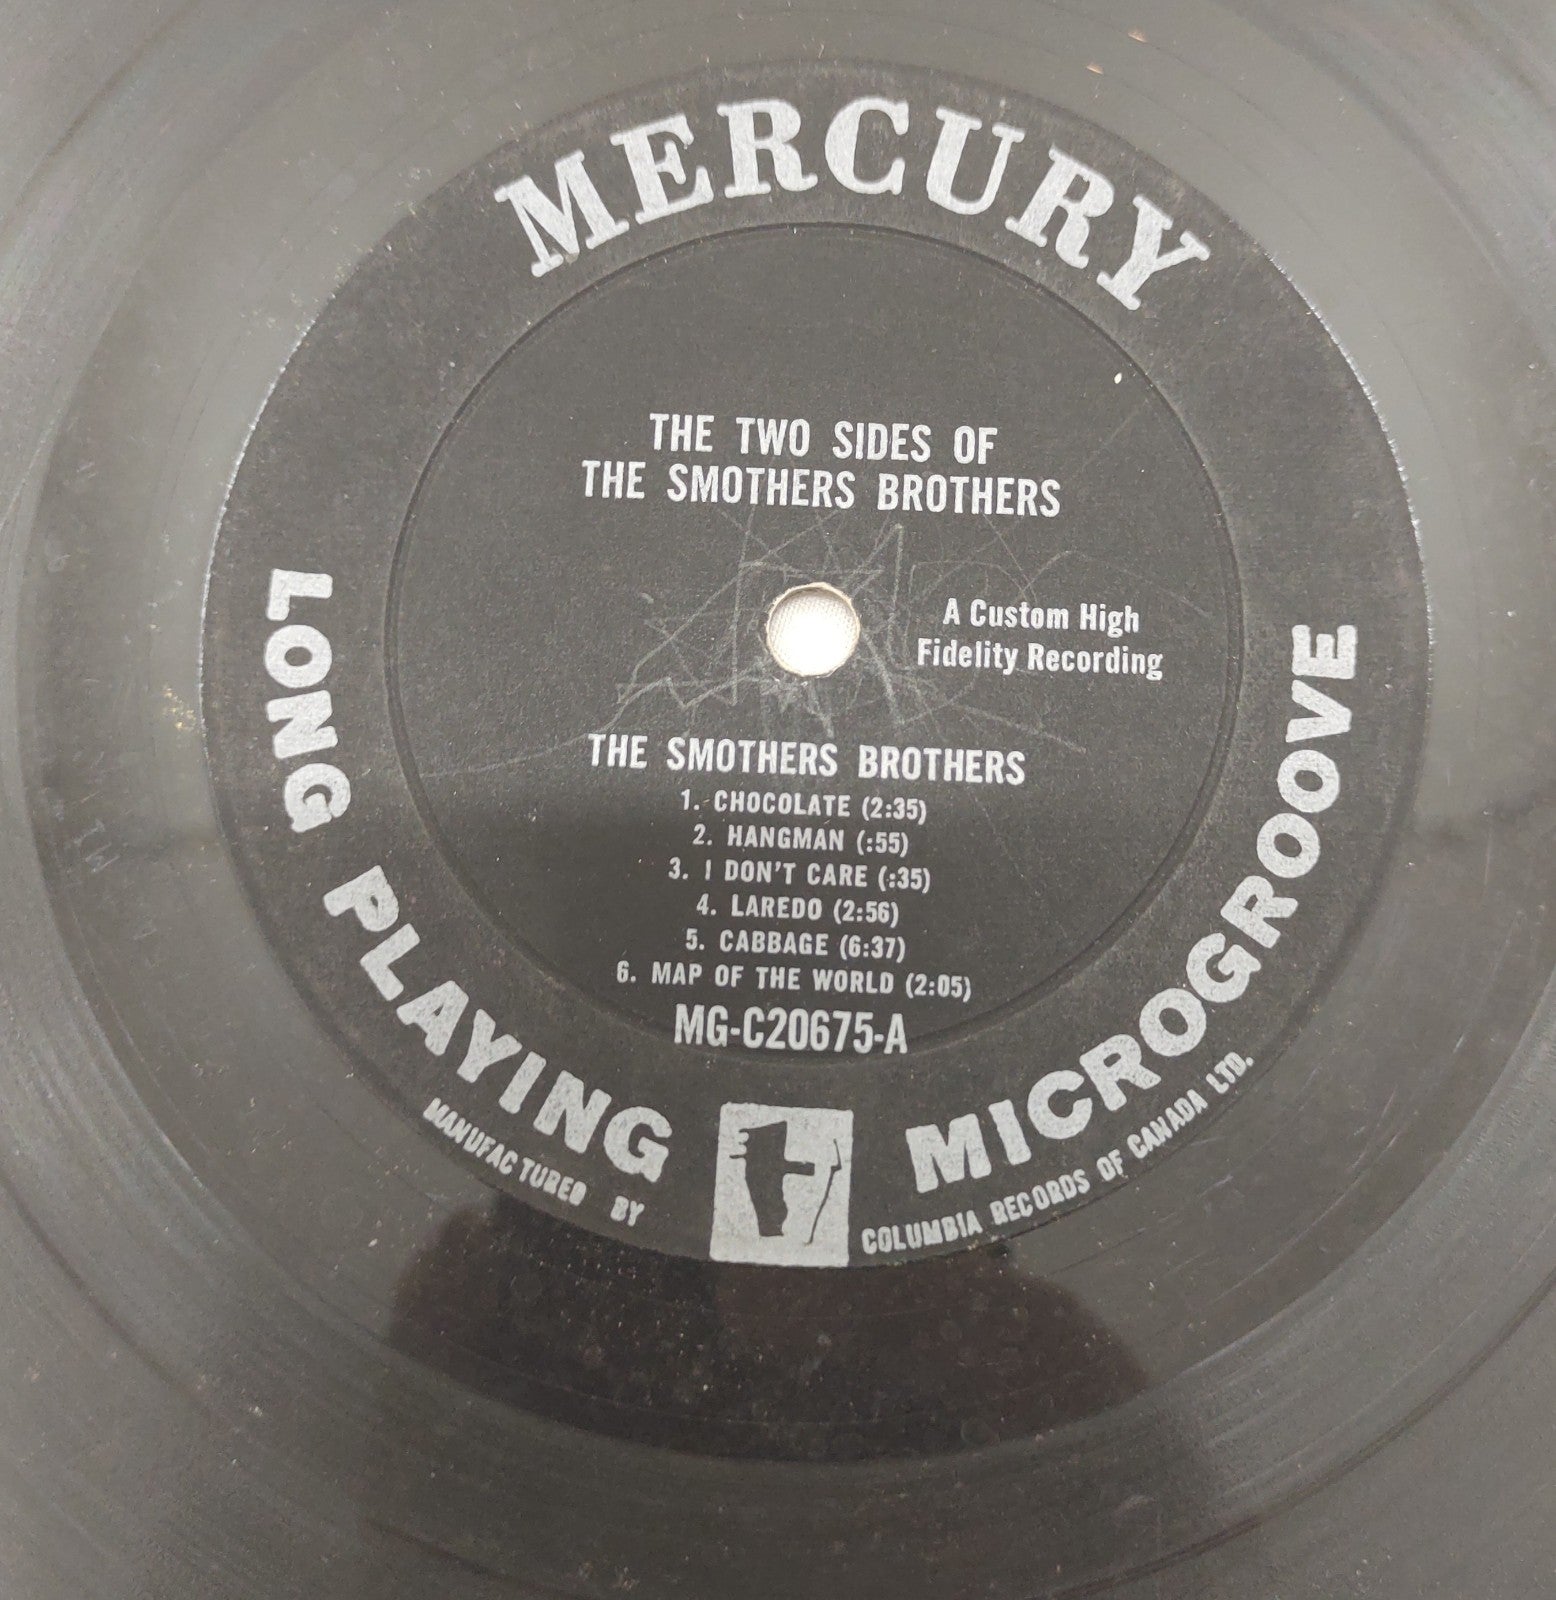 MERCURY
THE TWO SIDES OF
THE SMOTHERS BROTHERS
A Custom High
Fidelity Recording
THE SMOTHERS BROTHERS
1. CHOCOLATE (2:35)
2. HANGMAN (:55)
3. I DON'T CARE (:35)
4. LAREDO (2:56)
5. CABBAGE (6:37)
6. MAP OF THE WORLD (2:05)
MG-C20675-A
LONG PLAYING MICROGROOVE
MANUFACTURED BY COLUMBIA RECORDS OF CANADA LTD.